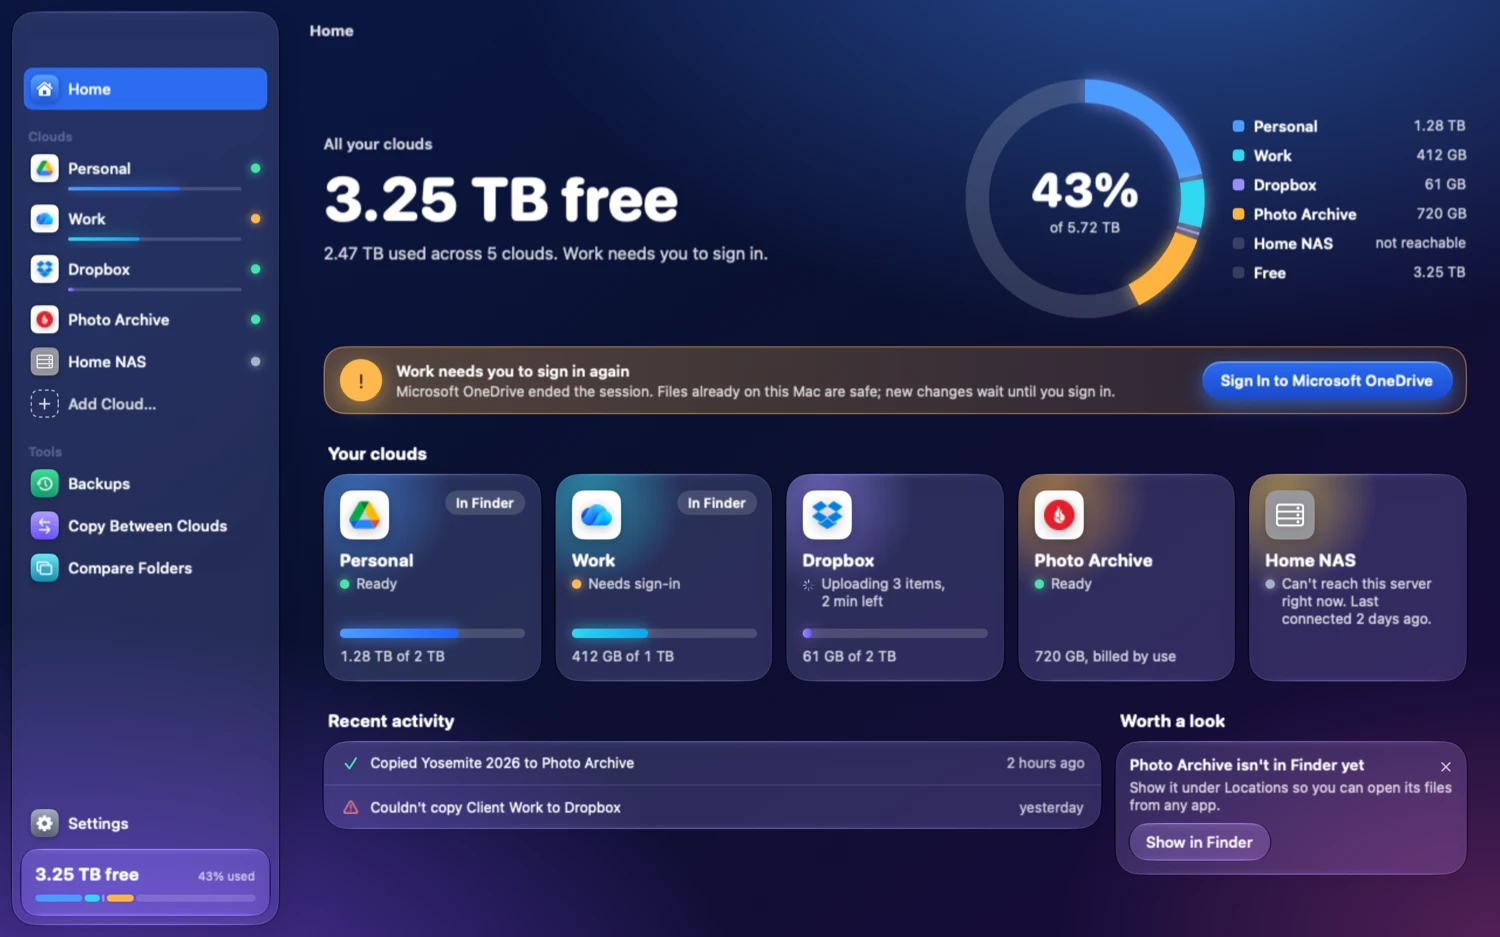 Home
Clouds
Personal
Work
Dropbox
Photo Archive
Home NAS
Add Cloud...
Tools
Backups
Copy Between Clouds
Compare Folders
Settings
3.25 TB free
43% used
Home
All your clouds
3.25 TB free
2.47 TB used across 5 clouds. Work needs you to sign in.
43%
of 5.72 TB
Personal 1.28 TB
Work 412 GB
Dropbox 61 GB
Photo Archive 720 GB
Home NAS not reachable
Free 3.25 TB
!
Work needs you to sign in again
Microsoft OneDrive ended the session. Files already on this Mac are safe; new changes wait until you sign in.
Sign In to Microsoft OneDrive
Your clouds
In Finder
Personal
Ready
1.28 TB of 2 TB
In Finder
Work
Needs sign-in
412 GB of 1 TB
Dropbox
Uploading 3 items,
2 min left
61 GB of 2 TB
Photo Archive
Ready
720 GB, billed by use
Home NAS
Can't reach this server
right now. Last
connected 2 days ago.
Recent activity
Copied Yosemite 2026 to Photo Archive 2 hours ago
Couldn't copy Client Work to Dropbox yesterday
Worth a look
Photo Archive isn't in Finder yet
Show it under Locations so you can open its files
from any app.
Show in Finder